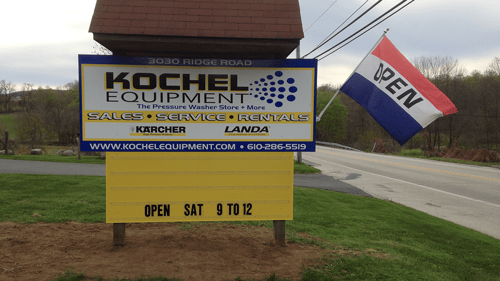 3030 RIDGE ROAD
KOCHEL
EQUIPMENT
The Pressure Washer Store + More
SALES • SERVICE • RENTALS
KÄRCHER LANDA
WWW.KOCHELEQUIPMENT.COM • 610-286-5519
OPEN SAT 9 TO 12
OPEN